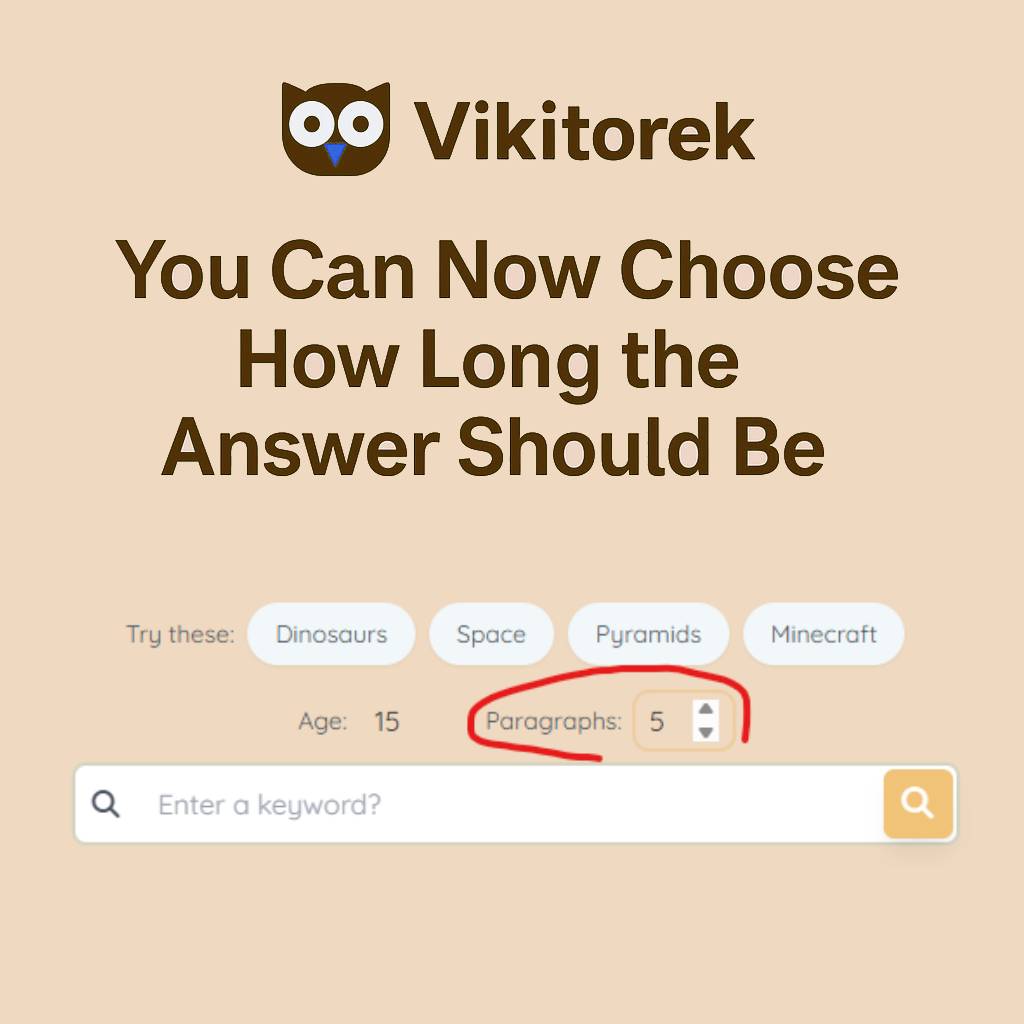 Vikitorek
You Can Now Choose
How Long the
Answer Should Be
Try these: Dinosaurs Space Pyramids Minecraft
Age: 15 Paragraphs: 5
Enter a keyword?